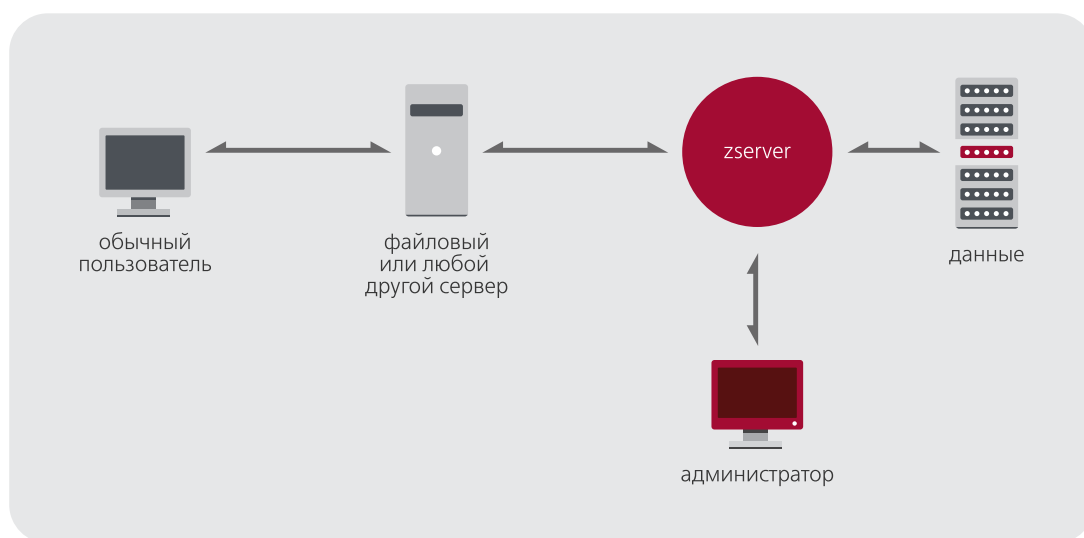 zserver
обычный
пользователь
файловый
или любой
другой сервер
данные
администратор